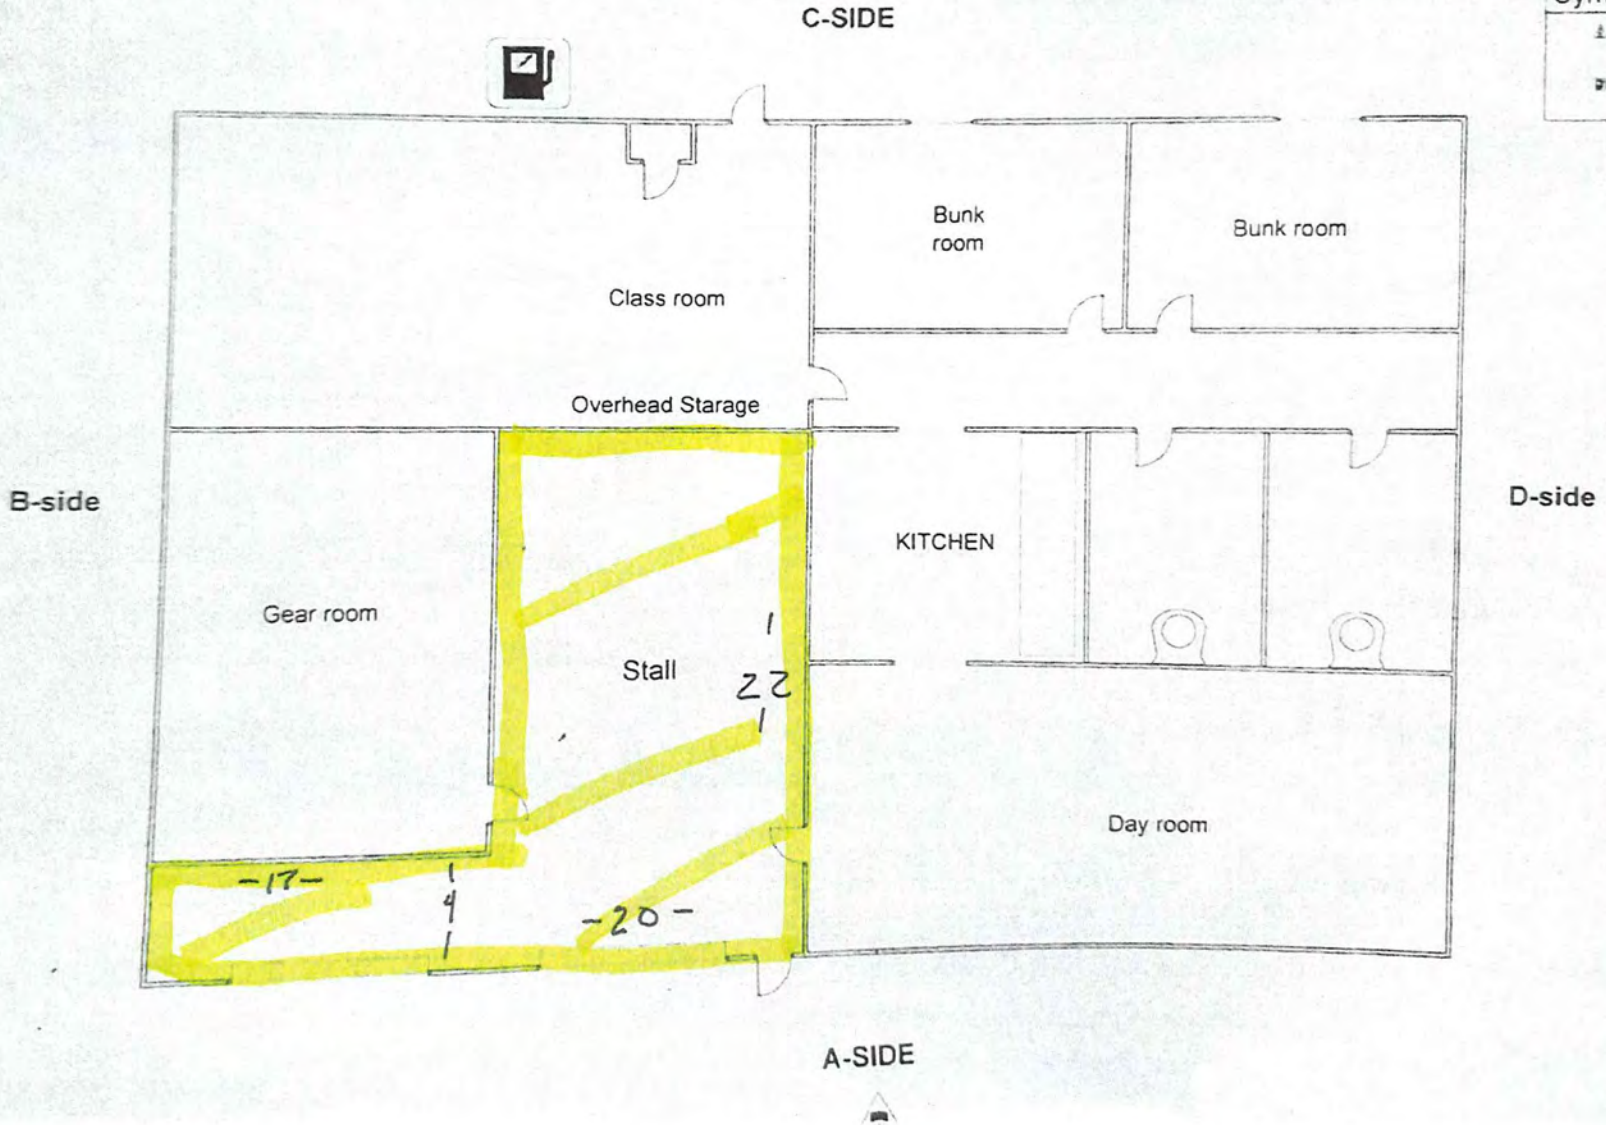 C-SIDE
Bunk
room
Bunk room
Class room
Overhead Starage
B-side
D-side
KITCHEN
Gear room
Stall
22
Day room
-17-
4
-20-
A-SIDE